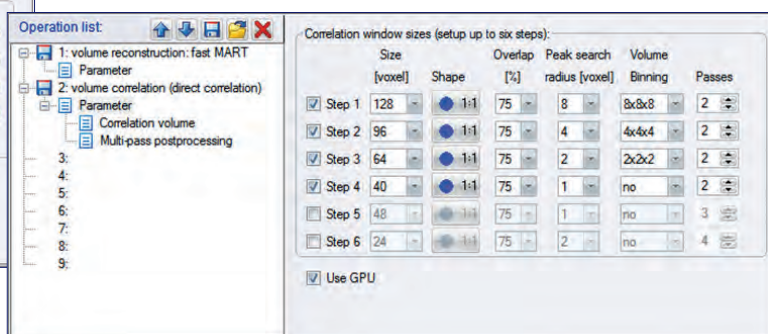 Operation list:
1: volume reconstruction: fast MART
Parameter
2: volume correlation (direct correlation)
Parameter
Correlation volume
Multi-pass postprocessing
3:
4:
5:
6:
7:
8:
9:
Correlation window sizes (setup up to six steps):
Size Overlap Peak search Volume
[voxel] Shape [%] radius [voxel] Binning Passes
Step 1 128 1:1 75 8 8x8x8 2
Step 2 96 1:1 75 4 4x4x4 2
Step 3 64 1:1 75 2 2x2x2 2
Step 4 40 1:1 75 1 no 2
Step 5 48 1:1 75 1 no 3
Step 6 24 1:1 75 2 no 4
Use GPU